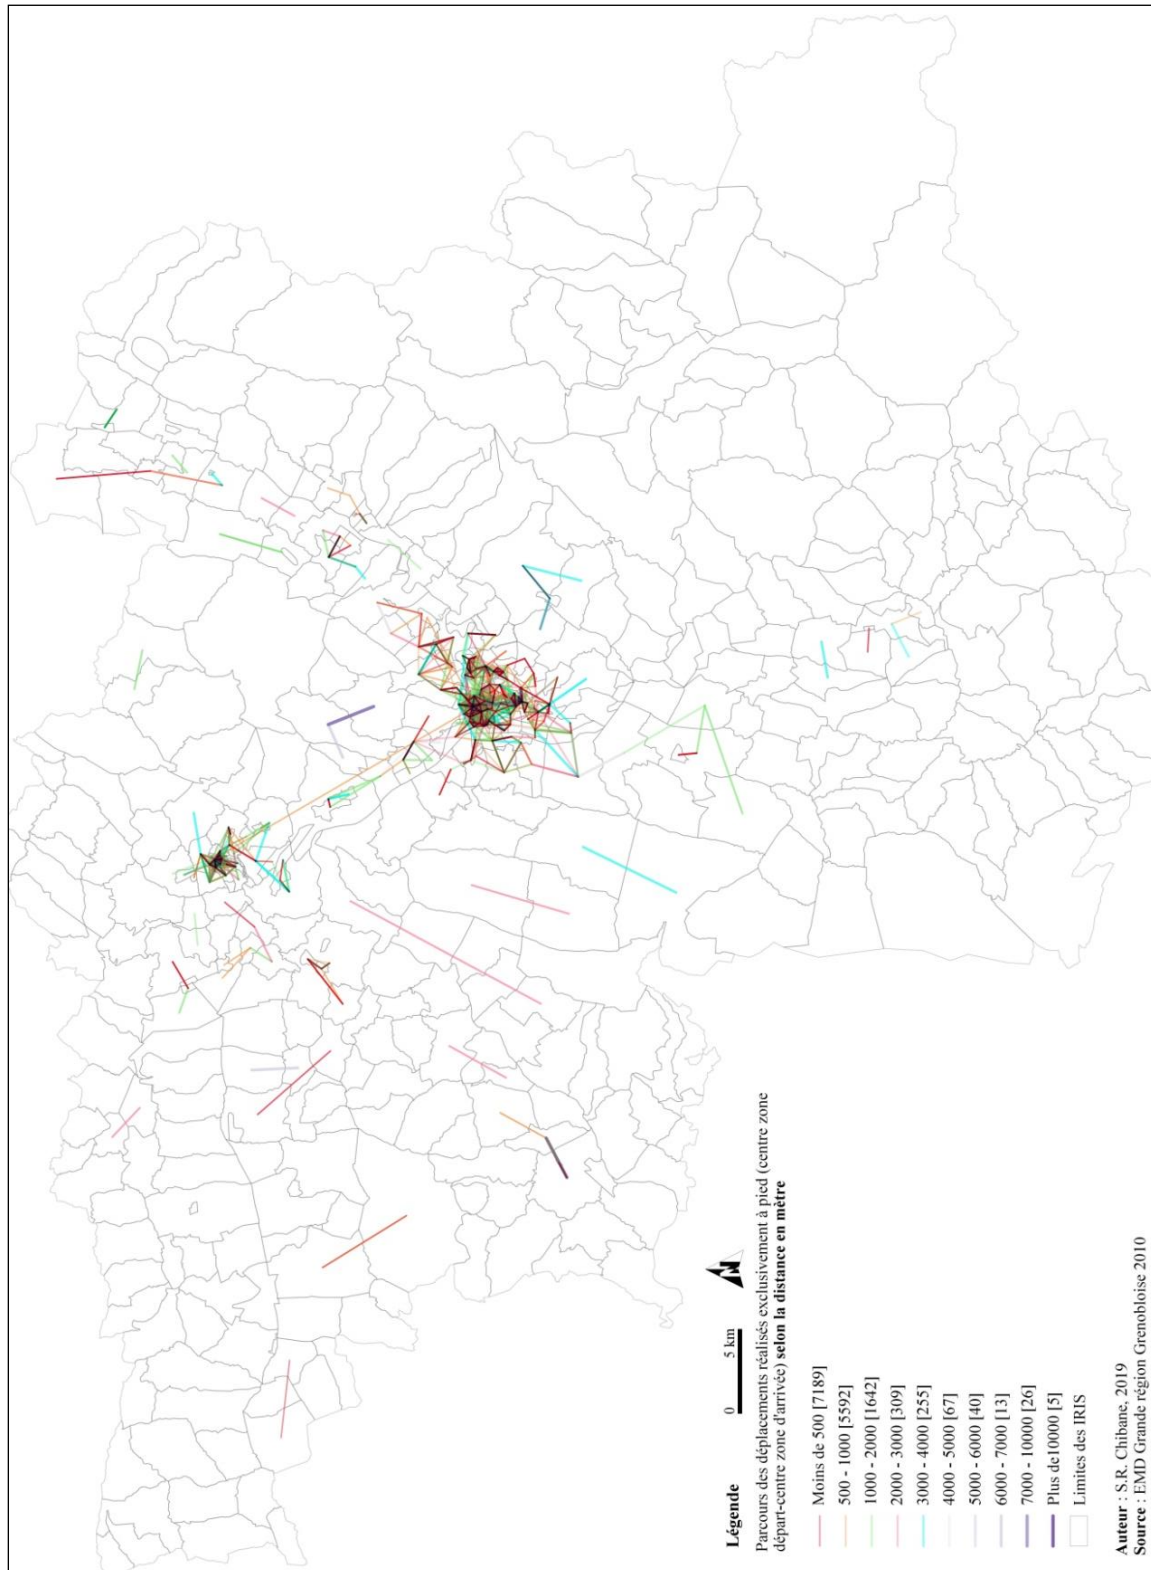 Légende
0 5 km
N
Parcours des déplacements réalisés exclusivement à pied (centre zone
départ-centre zone d'arrivée) selon la distance en mètre
Moins de 500 [7189]
500 - 1000 [5592]
1000 - 2000 [1642]
2000 - 3000 [309]
3000 - 4000 [255]
4000 - 5000 [67]
5000 - 6000 [40]
6000 - 7000 [13]
7000 - 10000 [26]
Plus de10000 [5]
Limites des IRIS
Auteur : S.R. Chibane, 2019
Source : EMD Grande région Grenobloise 2010